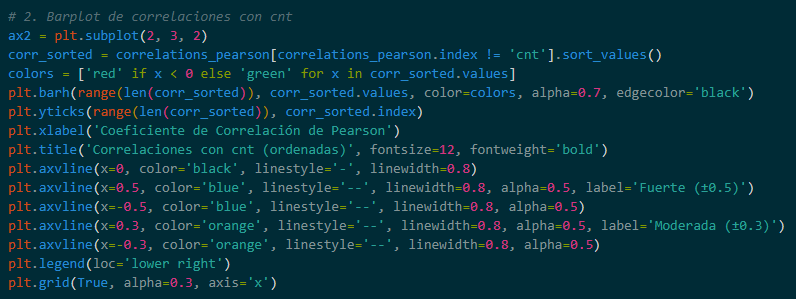 # 2. Barplot de correlaciones con cnt
ax2 = plt.subplot(2, 3, 2)
corr_sorted = correlations_pearson[correlations_pearson.index != 'cnt'].sort_values()
colors = ['red' if x < 0 else 'green' for x in corr_sorted.values]
plt.barh(range(len(corr_sorted)), corr_sorted.values, color=colors, alpha=0.7, edgecolor='black')
plt.yticks(range(len(corr_sorted)), corr_sorted.index)
plt.xlabel('Coeficiente de Correlación de Pearson')
plt.title('Correlaciones con cnt (ordenadas)', fontsize=12, fontweight='bold')
plt.axvline(x=0, color='black', linestyle='-', linewidth=0.8)
plt.axvline(x=0.5, color='blue', linestyle='--', linewidth=0.8, alpha=0.5, label='Fuerte (±0.5)')
plt.axvline(x=-0.5, color='blue', linestyle='--', linewidth=0.8, alpha=0.5)
plt.axvline(x=0.3, color='orange', linestyle='--', linewidth=0.8, alpha=0.5, label='Moderada (±0.3)')
plt.axvline(x=-0.3, color='orange', linestyle='--', linewidth=0.8, alpha=0.5)
plt.legend(loc='lower right')
plt.grid(True, alpha=0.3, axis='x')